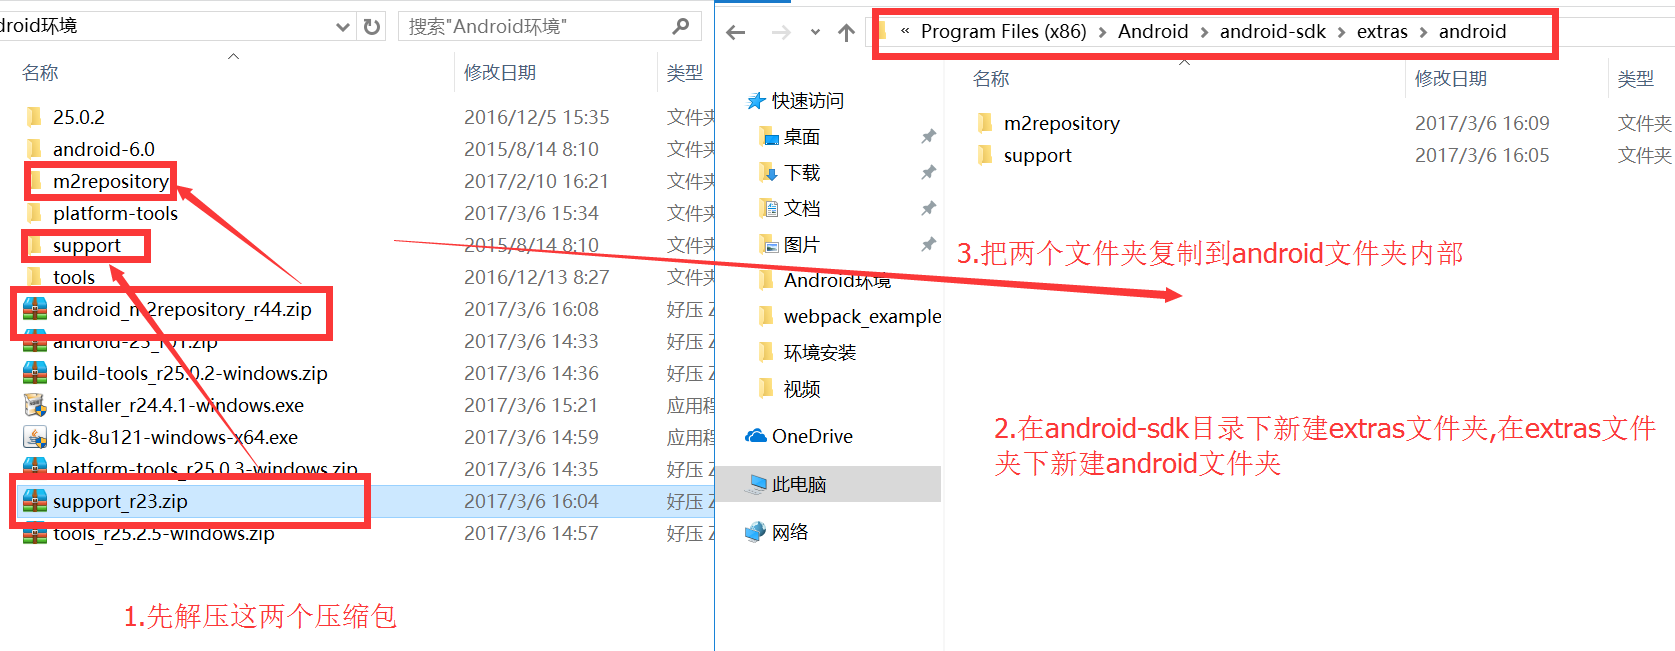 droid环境
搜索"Android环境"
名称 修改日期 类型
25.0.2 2016/12/5 15:35 文件夹
android-6.0 2015/8/14 8:10 文件夹
m2repository 2017/2/10 16:21 文件夹
platform-tools 2017/3/6 15:34 文件夹
support 2015/8/14 8:10 文件夹
tools 2016/12/13 8:27 文件夹
android_m2repository_r44.zip 2017/3/6 16:08 好压 Z
android-23_r01.zip 2017/3/6 14:33 好压 Z
build-tools_r25.0.2-windows.zip 2017/3/6 14:36 好压 Z
installer_r24.4.1-windows.exe 2017/3/6 15:21 应用程
jdk-8u121-windows-x64.exe 2017/3/6 14:59 应用程
platform-tools_r25.0.3-windows.zip 2017/3/6 14:35 好压 Z
support_r23.zip 2017/3/6 16:04 好压 Z
tools_r25.2.5-windows.zip 2017/3/6 14:57 好压 Z
1.先解压这两个压缩包
« Program Files (x86) > Android > android-sdk > extras > android
快速访问
桌面
下载
文档
图片
Android环境
webpack_example
环境安装
视频
OneDrive
此电脑
网络
名称 修改日期 类型
m2repository 2017/3/6 16:09 文件夹
support 2017/3/6 16:05 文件夹
3.把两个文件夹复制到android文件夹内部
2.在android-sdk目录下新建extras文件夹,在extras文件
夹下新建android文件夹